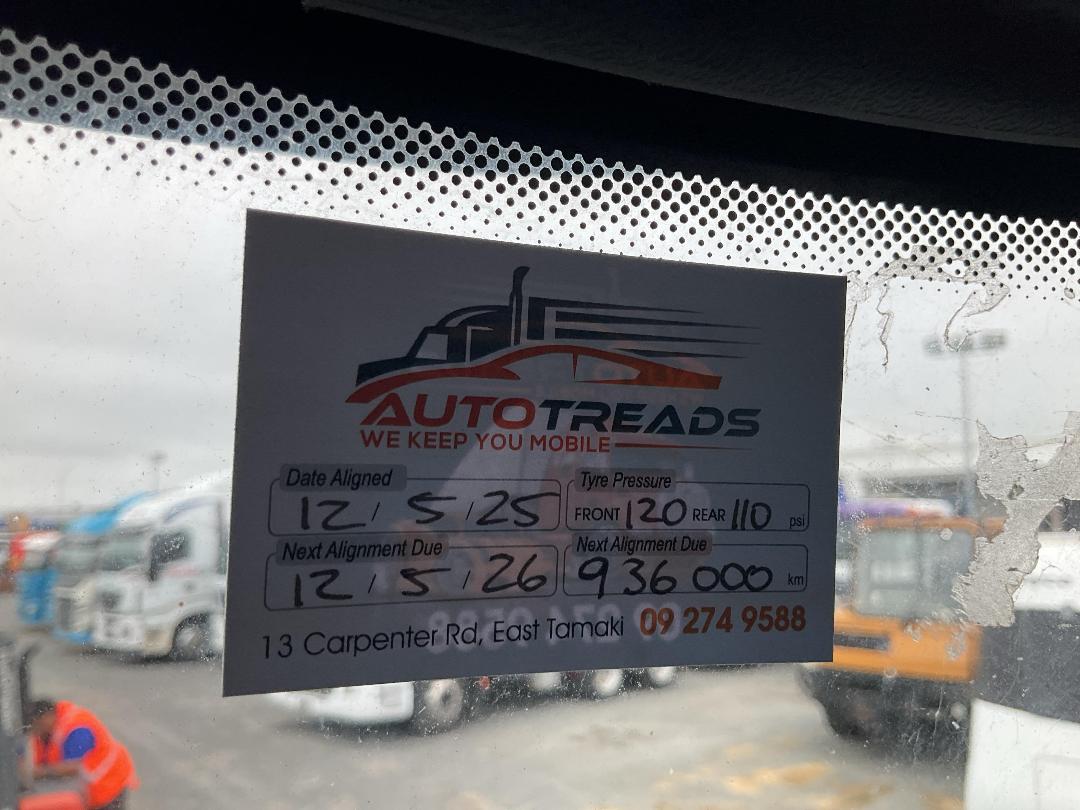 AUTOTREADS
WE KEEP YOU MOBILE
Date Aligned
12 / 5 / 25
Tyre Pressure
FRONT 120 REAR 110 psi
Next Alignment Due
12 / 5 / 26
Next Alignment Due
936 000 km
13 Carpenter Rd, East Tamaki 09 274 9588